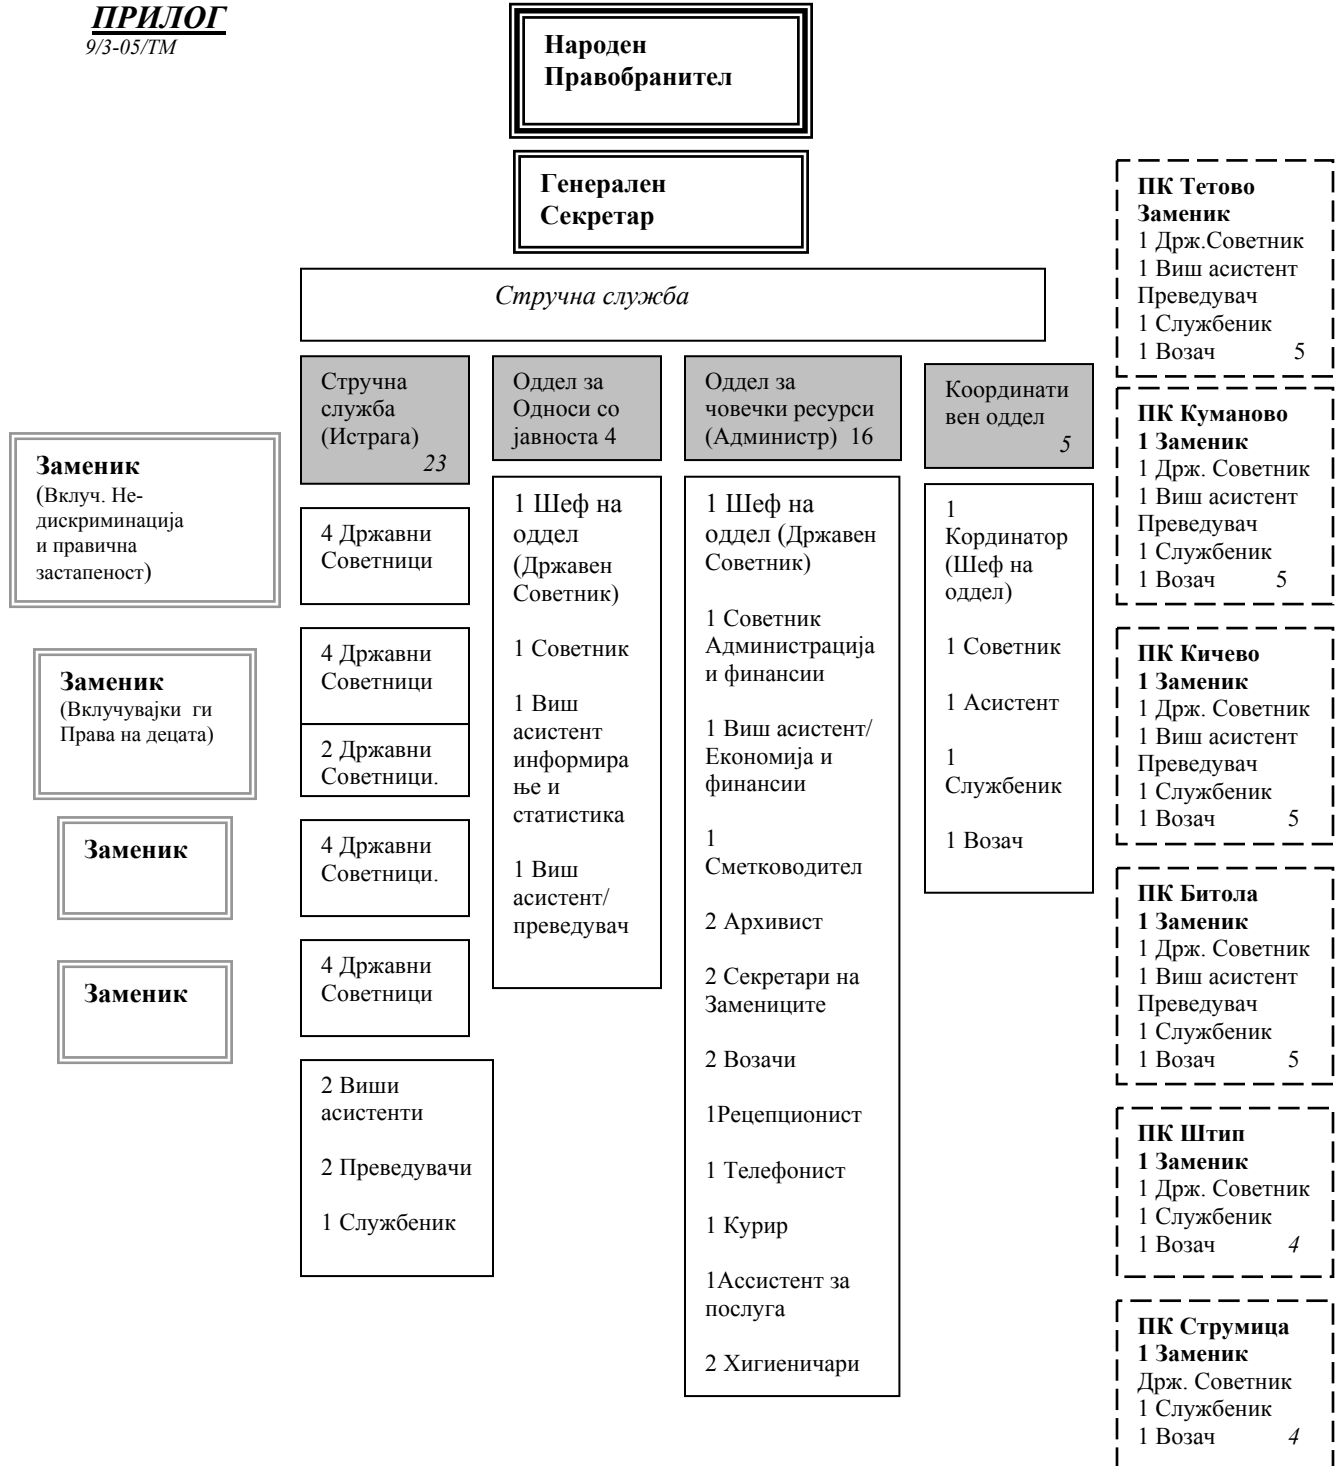 ПРИЛОГ
9/3-05/ТМ
Народен
Правобранител
Генерален
Секретар
Стручна служба
Стручна
служба
(Истрага)
23
Оддел за
Односи со
јавноста 4
Оддел за
човечки ресурси
(Администр) 16
Координати
вен оддел
5
Заменик
(Вклуч. Не-
дискриминација
и правична
застапеност)
Заменик
(Вклучувајки ги
Права на децата)
Заменик
Заменик
4 Државни
Советници
4 Државни
Советници
2 Државни
Советници.
4 Државни
Советници.
4 Државни
Советници
2 Виши
асистенти
2 Преведувачи
1 Службеник
1 Шеф на
оддел
(Државен
Советник)
1 Советник
1 Виш
асистент
информира
ње и
статистика
1 Виш
асистент/
преведувач
1 Шеф на
оддел (Државен
Советник)
1 Советник
Администрација
и финансии
1 Виш асистент/
Економија и
финансии
1
Сметководител
2 Архивист
2 Секретари на
Замениците
2 Возачи
1Рецепционист
1 Телефонист
1 Курир
1Ассистент за
послуга
2 Хигиеничари
1
Кординатор
(Шеф на
оддел)
1 Советник
1 Асистент
1
Службеник
1 Возач
ПК Тетово
Заменик
1 Држ.Советник
1 Виш асистент
Преведувач
1 Службеник
1 Возач 5
ПК Куманово
1 Заменик
1 Држ. Советник
1 Виш асистент
Преведувач
1 Службеник
1 Возач 5
ПК Кичево
1 Заменик
1 Држ. Советник
1 Виш асистент
Преведувач
1 Службеник
1 Возач 5
ПК Битола
1 Заменик
1 Држ. Советник
1 Виш асистент
Преведувач
1 Службеник
1 Возач 5
ПК Штип
1 Заменик
1 Држ. Советник
1 Службеник
1 Возач 4
ПК Струмица
1 Заменик
Држ. Советник
1 Службеник
1 Возач 4